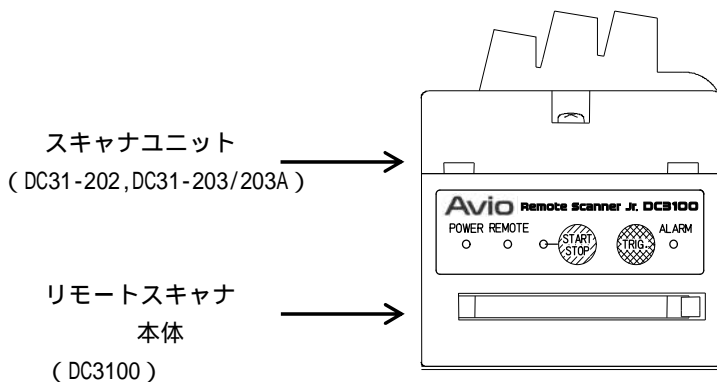 スキャナユニット
(DC31-202,DC31-203/203A)
Avio Remote Scanner Jr. DC3100
POWER REMOTE START STOP TRIG. ALARM
リモートスキャナ
本体
(DC3100)